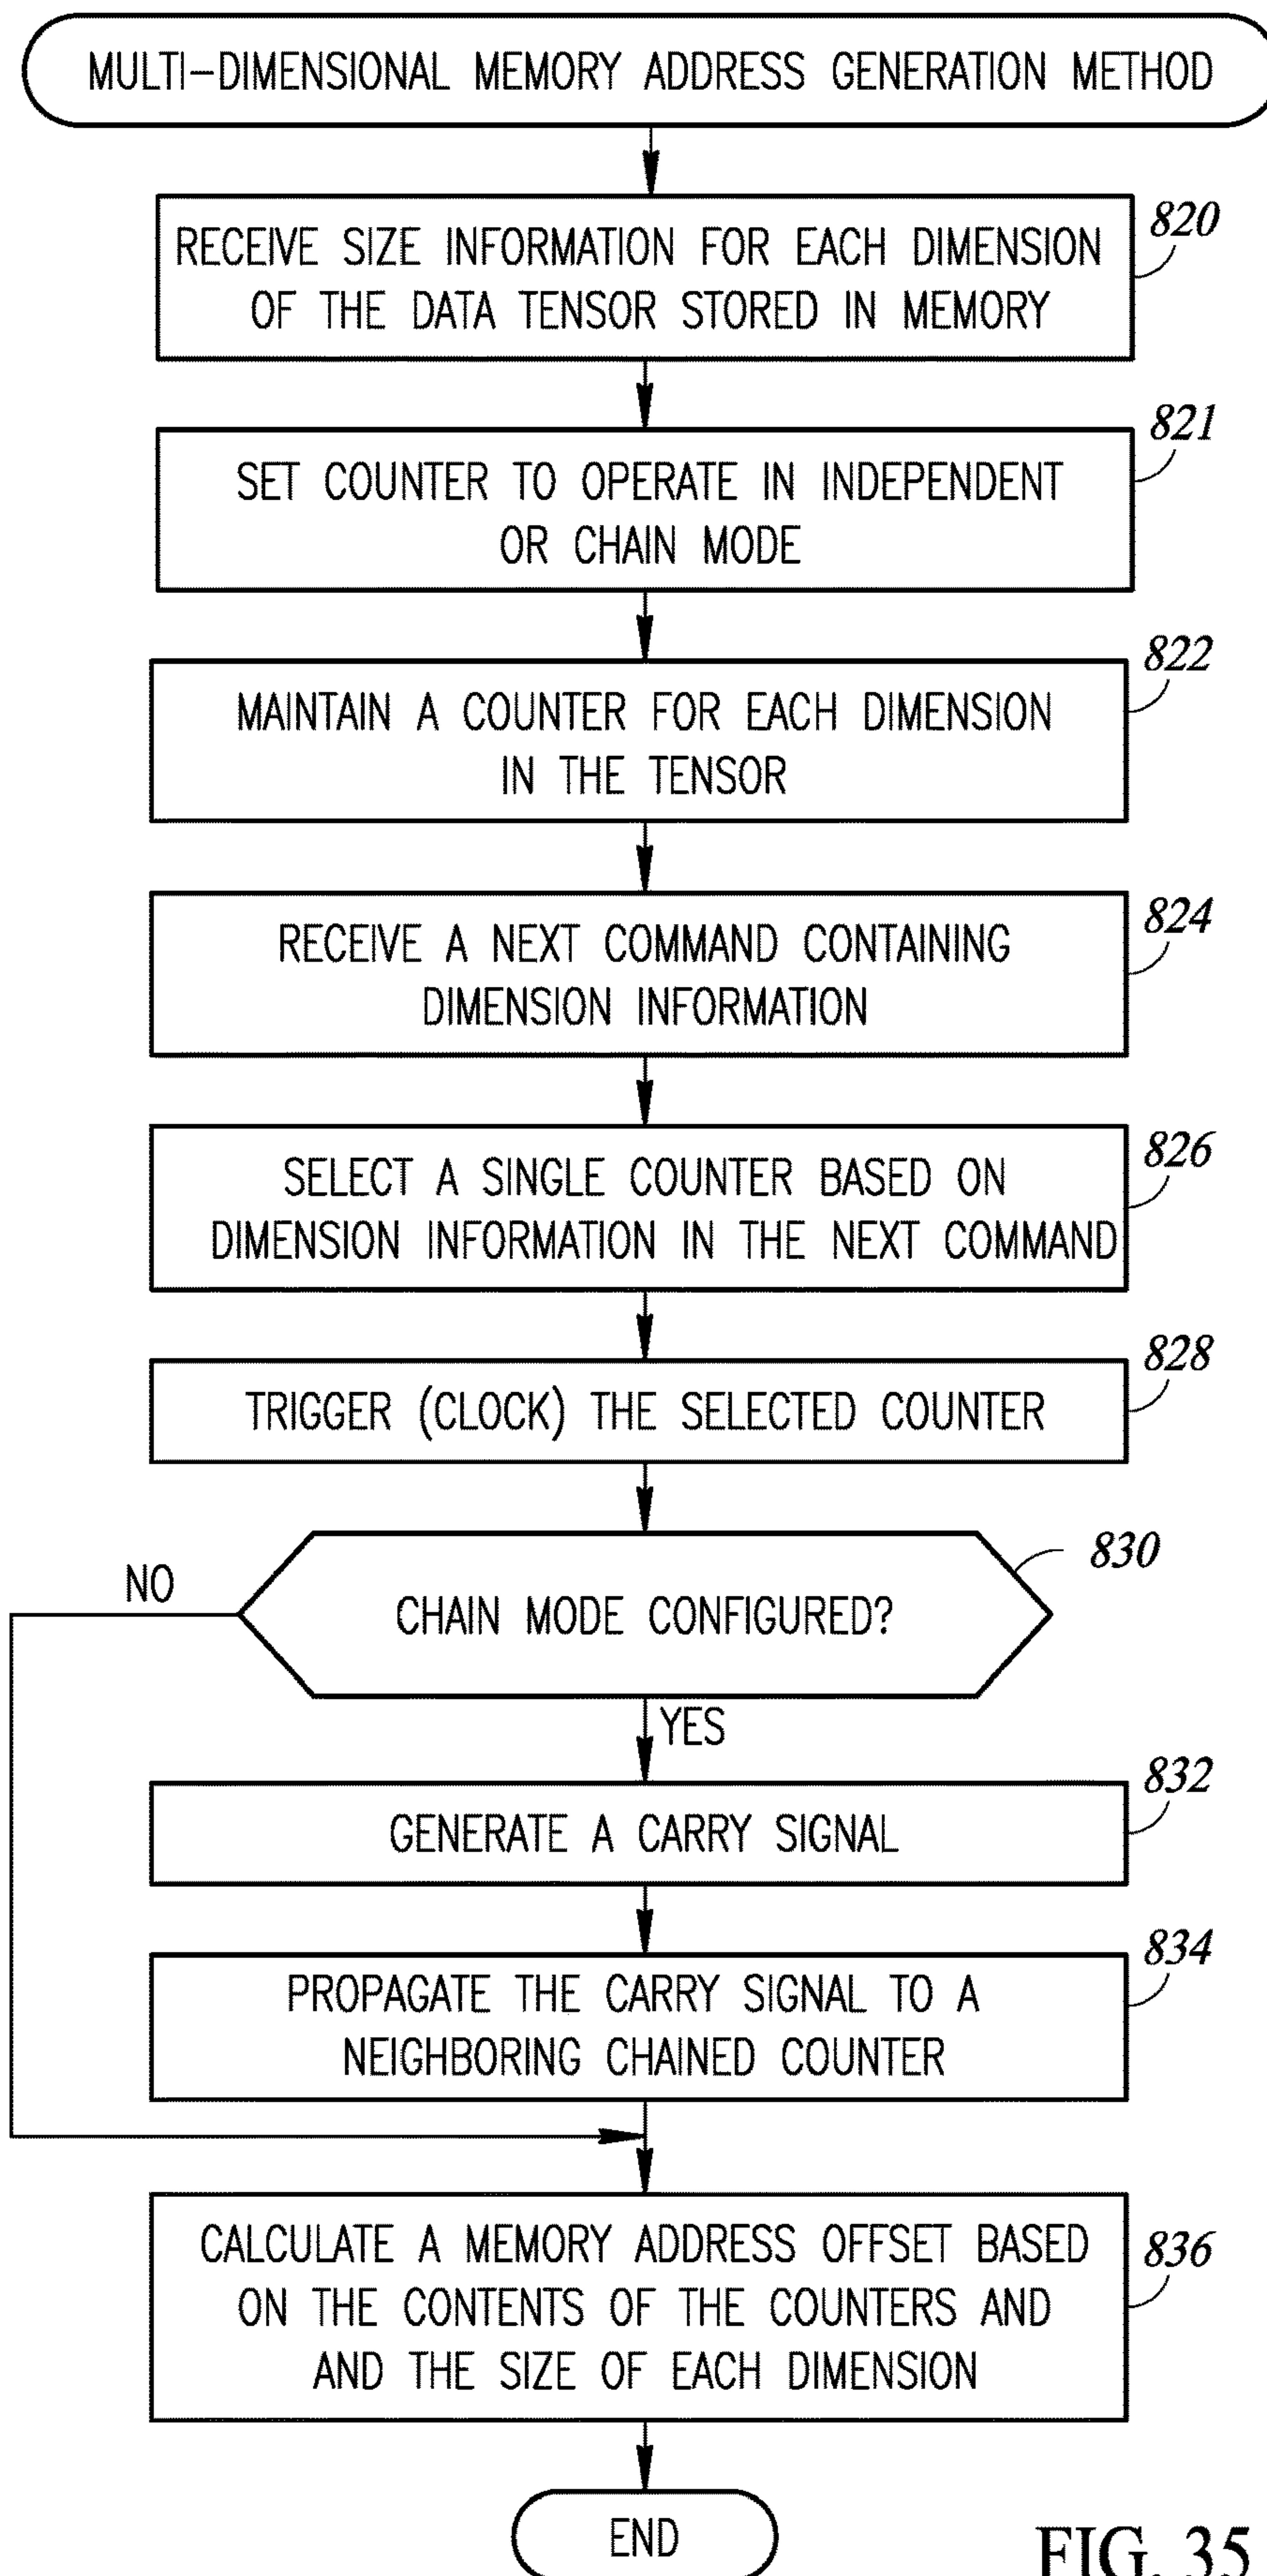 MULTI-DIMENSIONAL MEMORY ADDRESS GENERATION METHOD
820
RECEIVE SIZE INFORMATION FOR EACH DIMENSION
OF THE DATA TENSOR STORED IN MEMORY
821
SET COUNTER TO OPERATE IN INDEPENDENT
OR CHAIN MODE
822
MAINTAIN A COUNTER FOR EACH DIMENSION
IN THE TENSOR
824
RECEIVE A NEXT COMMAND CONTAINING
DIMENSION INFORMATION
826
SELECT A SINGLE COUNTER BASED ON
DIMENSION INFORMATION IN THE NEXT COMMAND
828
TRIGGER (CLOCK) THE SELECTED COUNTER
830
NO
CHAIN MODE CONFIGURED?
YES
832
GENERATE A CARRY SIGNAL
834
PROPAGATE THE CARRY SIGNAL TO A
NEIGHBORING CHAINED COUNTER
836
CALCULATE A MEMORY ADDRESS OFFSET BASED
ON THE CONTENTS OF THE COUNTERS AND
AND THE SIZE OF EACH DIMENSION
END
FIG. 35